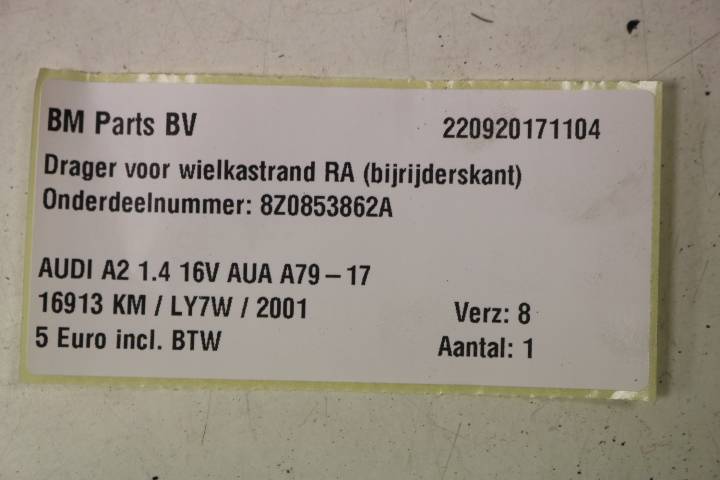 BM Parts BV 220920171104
Drager voor wielkastrand RA (bijrijderskant)
Onderdeelnummer: 8Z0853862A
AUDI A2 1.4 16V AUA A79-17
16913 KM / LY7W / 2001 Verz: 8
5 Euro incl. BTW Aantal: 1